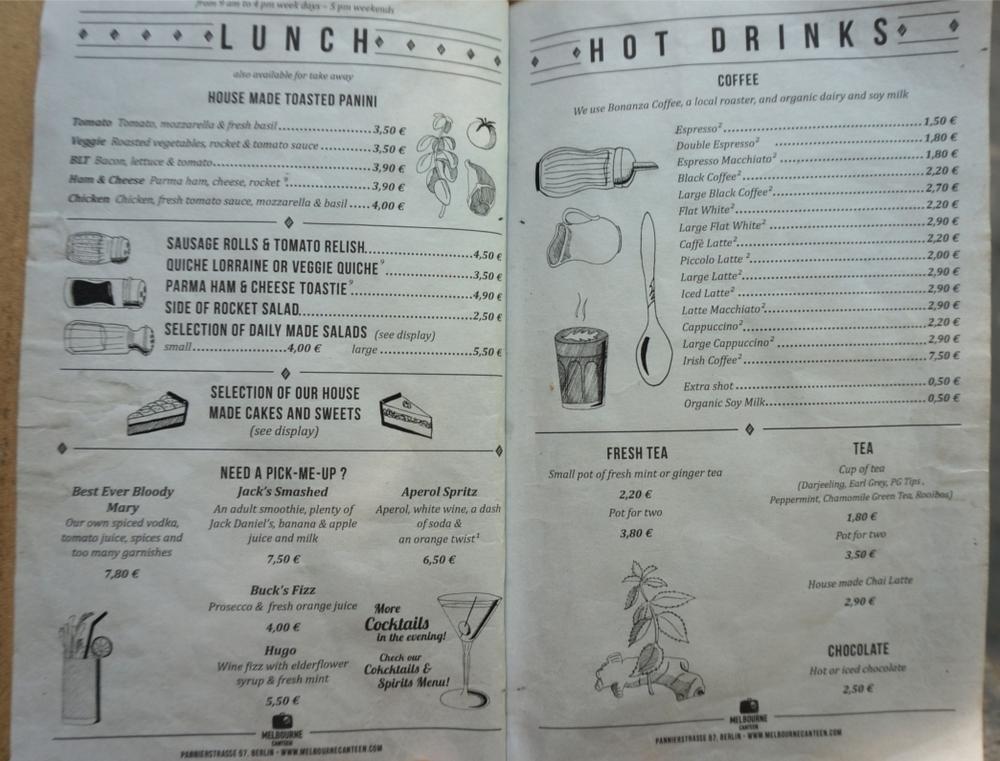 from 9 am to 4 pm week days - 5 pm weekends
LUNCH
also available for take away
HOUSE MADE TOASTED PANINI
Tomato Tomato, mozzarella & fresh basil 3,50 €
Veggie Roasted vegetables, rocket & tomato sauce 3,50 €
BLT Bacon, lettuce & tomato 3,90 €
Ham & Cheese Parma ham, cheese, rocket ⁹ 3,90 €
Chicken Chicken, fresh tomato sauce, mozzarella & basil 4,00 €
SAUSAGE ROLLS & TOMATO RELISH 4,50 €
QUICHE LORRAINE OR VEGGIE QUICHE⁹ 3,50 €
PARMA HAM & CHEESE TOASTIE⁹ 4,90 €
SIDE OF ROCKET SALAD 2,50 €
SELECTION OF DAILY MADE SALADS (see display)
small 4,00 € large 5,50 €
SELECTION OF OUR HOUSE
MADE CAKES AND SWEETS
(see display)
NEED A PICK-ME-UP ?
Best Ever Bloody
Mary
Our own spiced vodka,
tomato juice, spices and
too many garnishes
7,80 €
Jack's Smashed
An adult smoothie, plenty of
Jack Daniel's, banana & apple
juice and milk
7,50 €
Aperol Spritz
Aperol, white wine, a dash
of soda &
an orange twist¹
6,50 €
Buck's Fizz
Prosecco & fresh orange juice
4,00 €
Hugo
Wine fizz with elderflower
syrup & fresh mint
5,50 €
More
Cocktails
in the evening!
Check our
Cokcktails &
Spirits Menu!
MELBOURNE
CANTEEN
PANNIERSTRASSE 57, BERLIN - WWW.MELBOURNECANTEEN.COM
HOT DRINKS
COFFEE
We use Bonanza Coffee, a local roaster, and organic dairy and soy milk
Espresso² 1,50 €
Double Espresso² 1,80 €
Espresso Macchiato² 1,80 €
Black Coffee² 2,20 €
Large Black Coffee² 2,70 €
Flat White² 2,20 €
Large Flat White² 2,90 €
Caffè Latte² 2,20 €
Piccolo Latte ² 2,00 €
Large Latte² 2,90 €
Iced Latte² 2,90 €
Latte Macchiato² 2,90 €
Cappuccino² 2,20 €
Large Cappuccino² 2,90 €
Irish Coffee² 7,50 €
Extra shot 0,50 €
Organic Soy Milk 0,50 €
FRESH TEA
Small pot of fresh mint or ginger tea
2,20 €
Pot for two
3,80 €
TEA
Cup of tea
(Darjeeling, Earl Grey, PG Tips,
Peppermint, Chamomile Green Tea, Rooibos)
1,80 €
Pot for two
3,50 €
House made Chai Latte
2,90 €
CHOCOLATE
Hot or iced chocolate
2,50 €
MELBOURNE
CANTEEN
PANNIERSTRASSE 57, BERLIN - WWW.MELBOURNECANTEEN.COM